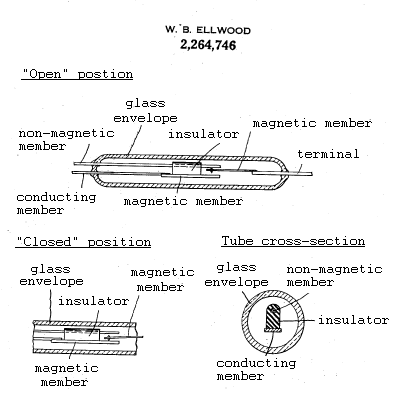 W. B. ELLWOOD
2,264,746
"Open" postion
glass
envelope
non-magnetic
member
insulator
magnetic member
terminal
conducting
member
magnetic member
"Closed" position
glass
envelope
insulator
magnetic
member
magnetic
member
Tube cross-section
glass
envelope
non-magnetic
member
insulator
conducting
member